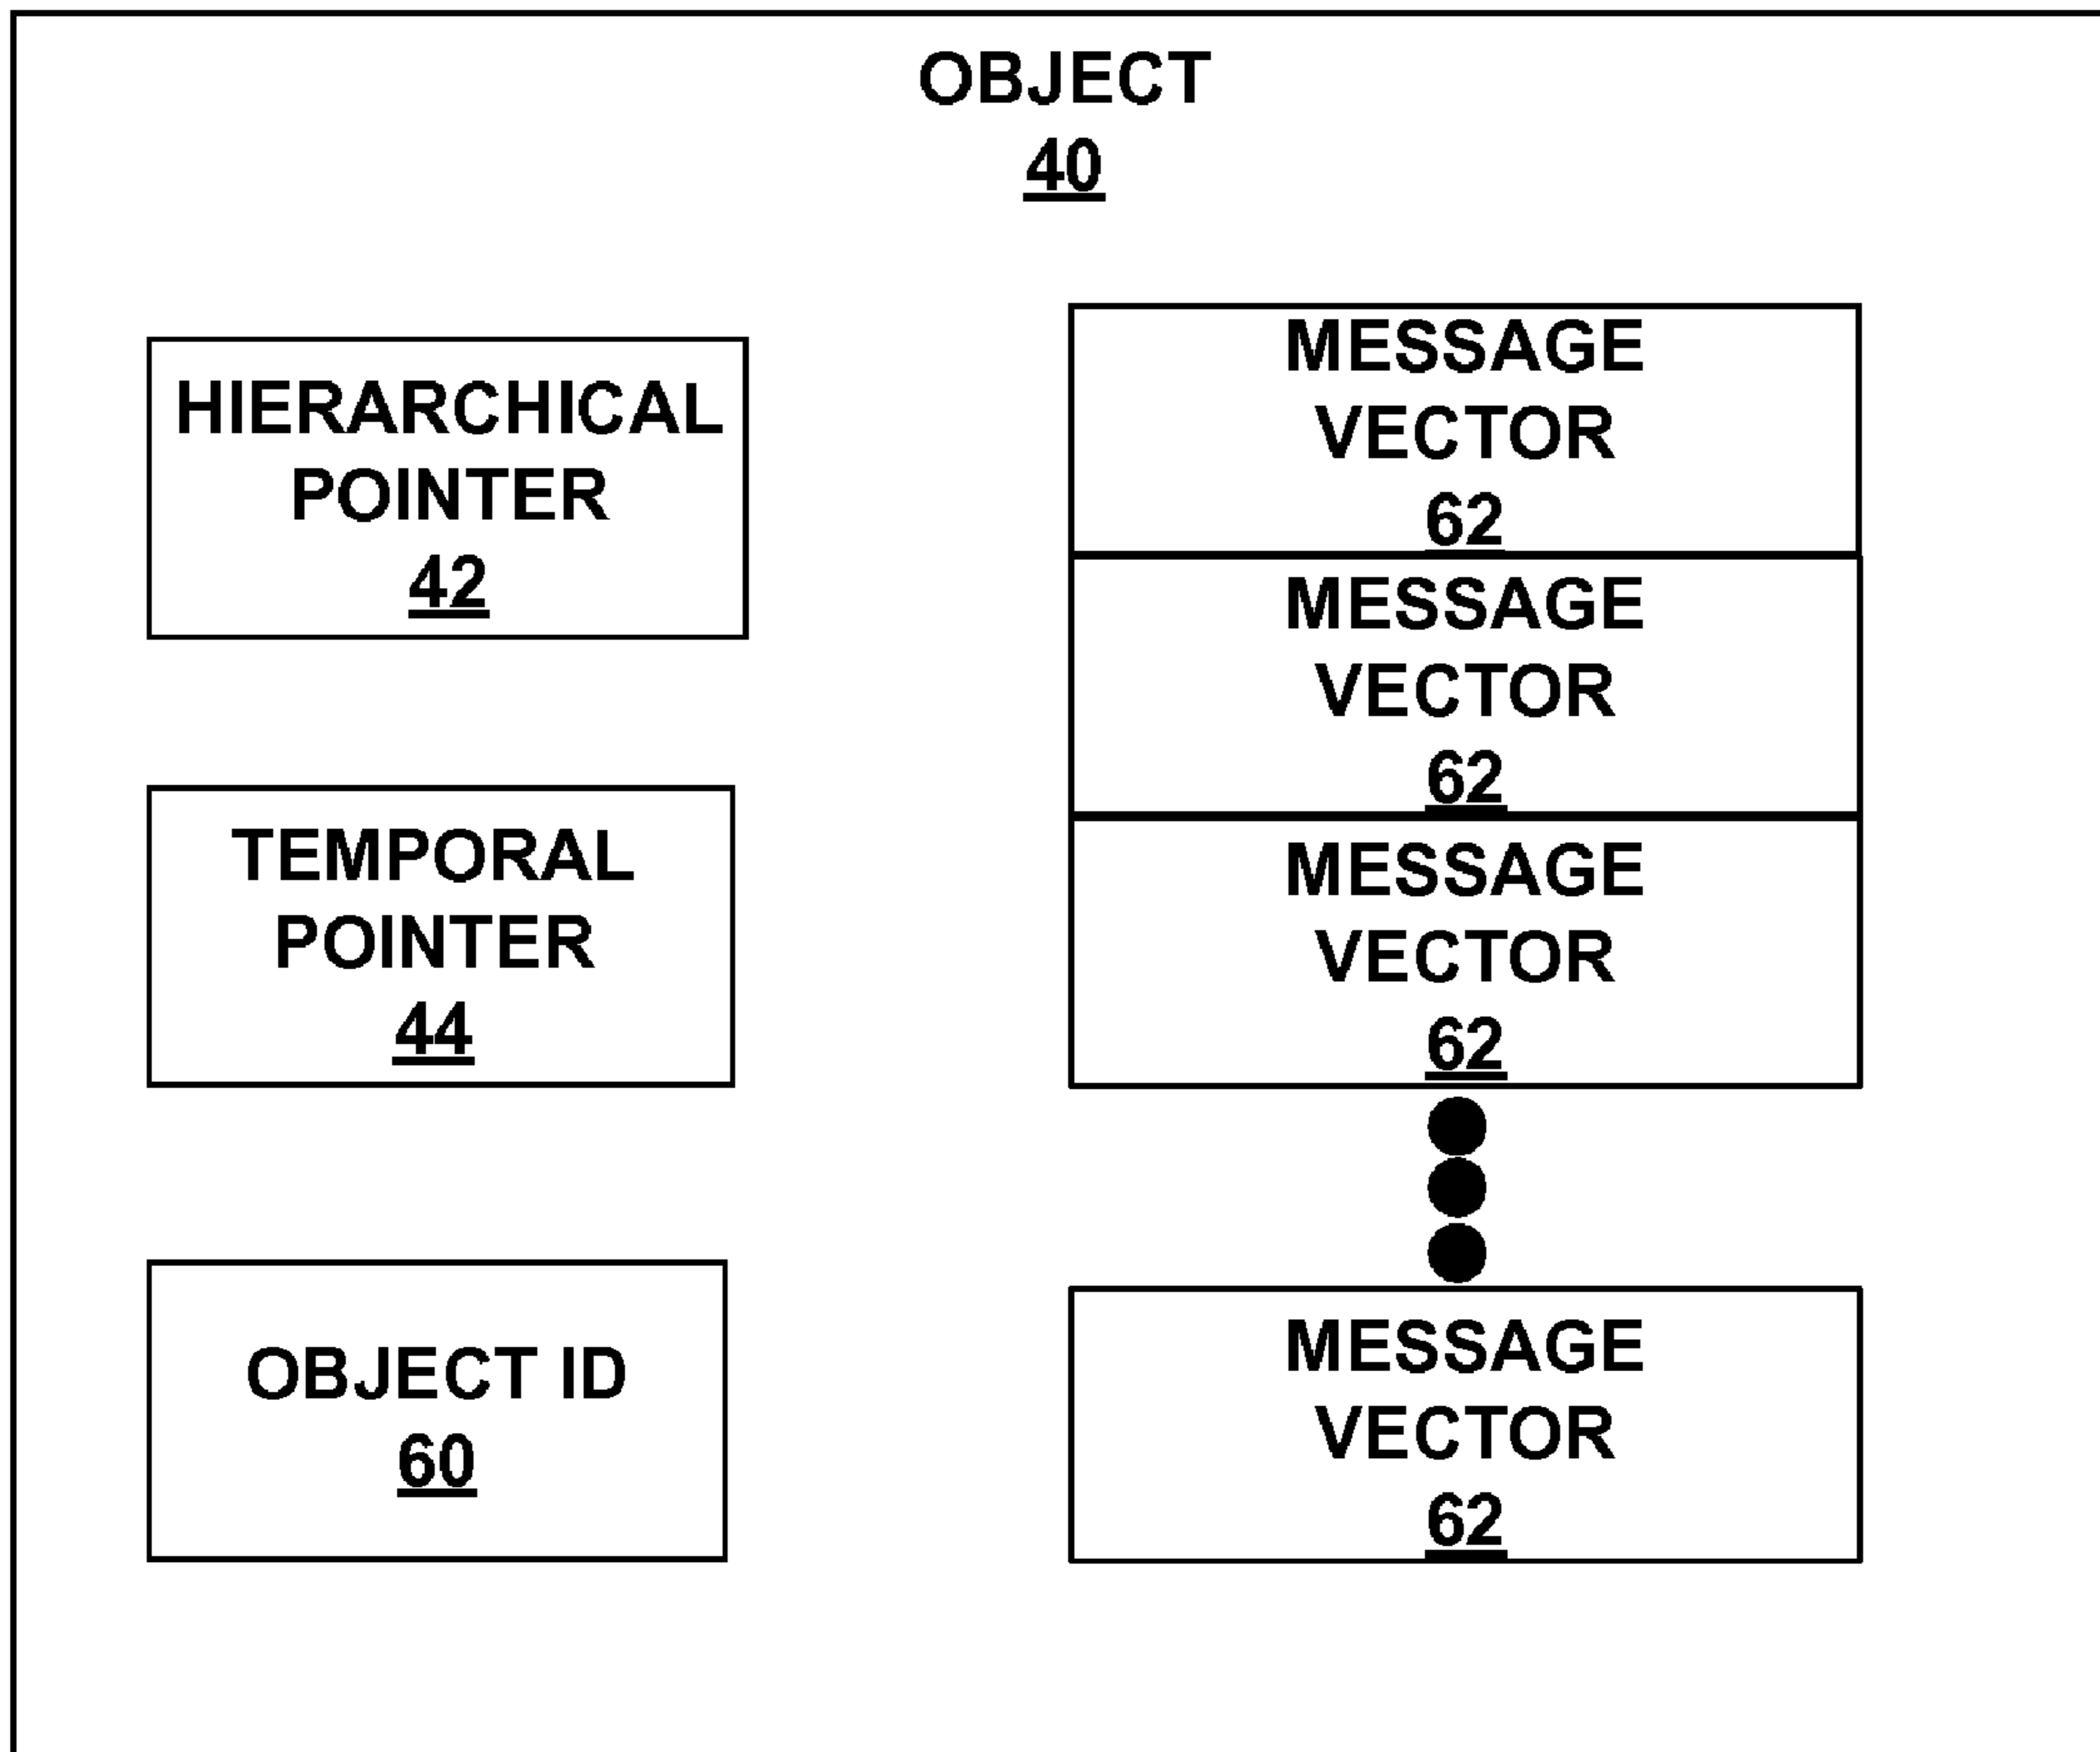 OBJECT
40
HIERARCHICAL
POINTER
42
TEMPORAL
POINTER
44
OBJECT ID
60
MESSAGE
VECTOR
62
MESSAGE
VECTOR
62
MESSAGE
VECTOR
62
MESSAGE
VECTOR
62